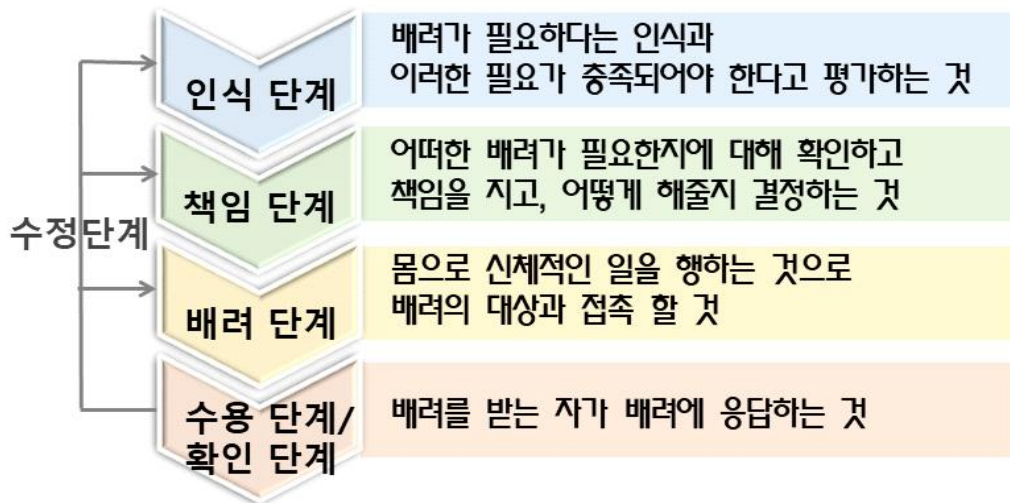 배려가 필요하다는 인식과
이러한 필요가 충족되어야 한다고 평가하는 것
인식 단계
어떠한 배려가 필요한지에 대해 확인하고
책임을 지고, 어떻게 해줄지 결정하는 것
책임 단계
수정단계
몸으로 신체적인 일을 행하는 것으로
배려의 대상과 접촉 할 것
배려 단계
수용 단계/
확인 단계
배려를 받는 자가 배려에 응답하는 것